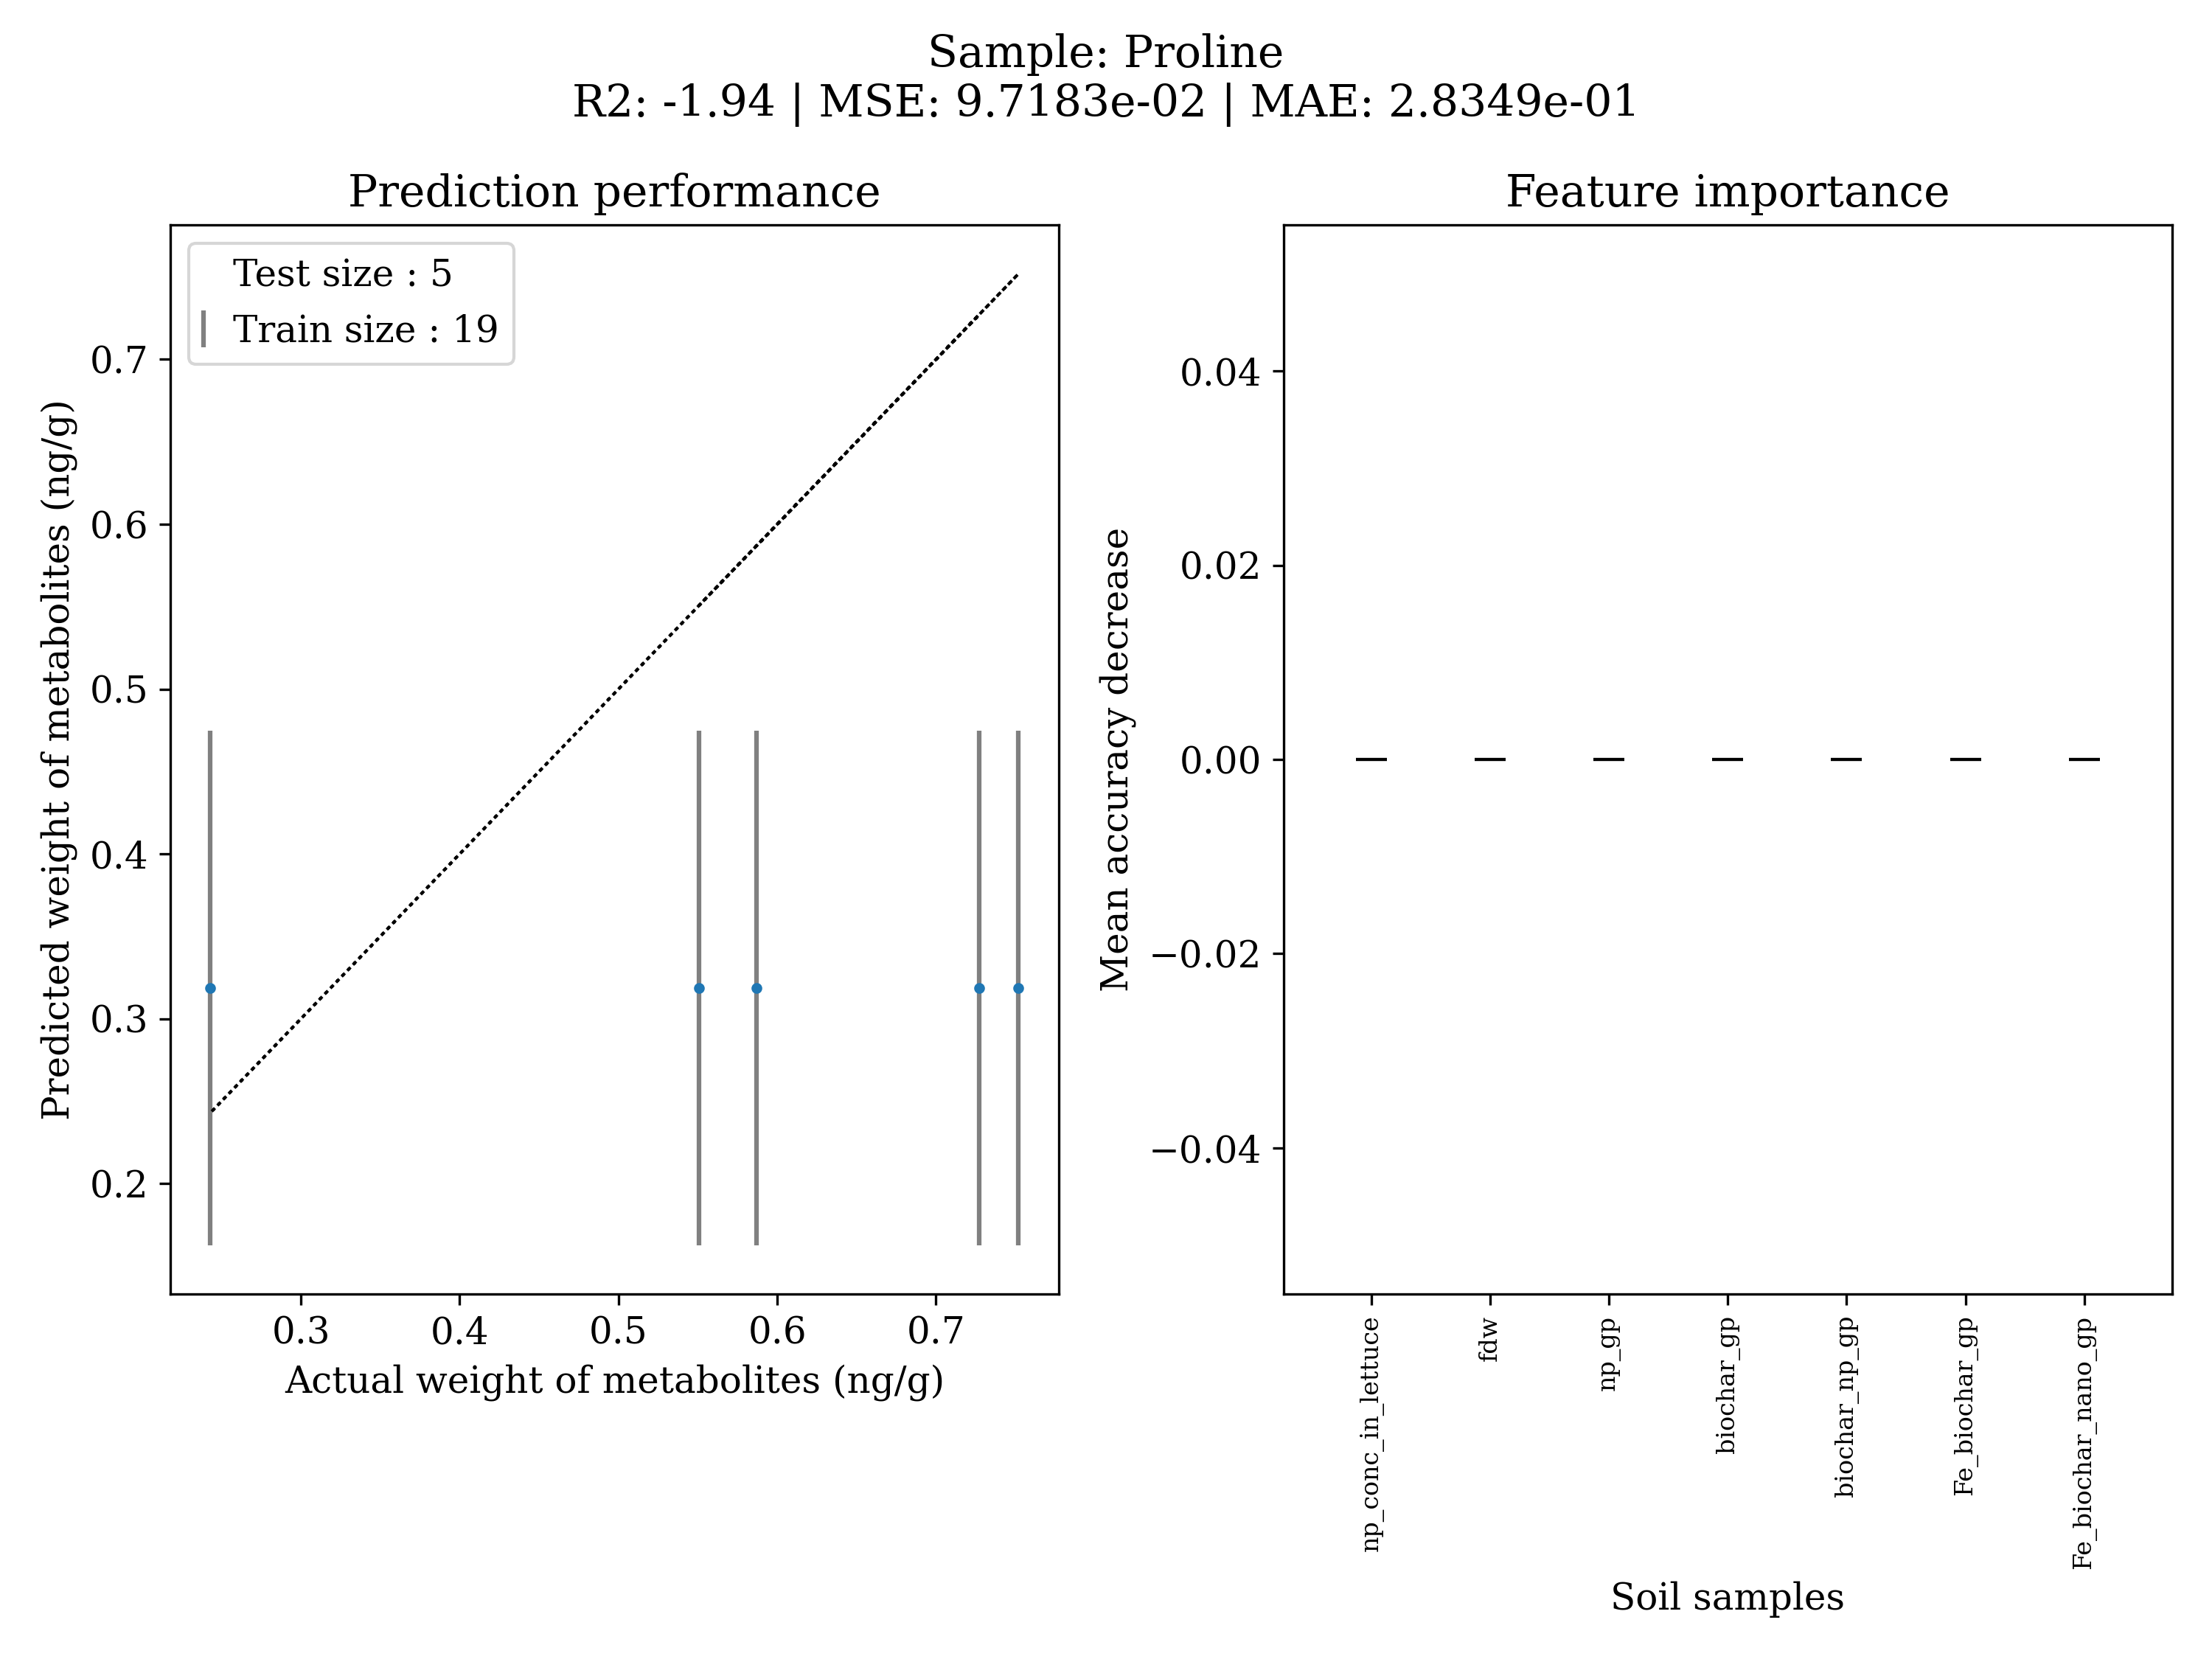 Sample: Proline
R2: -1.94 | MSE: 9.7183e-02 | MAE: 2.8349e-01
Prediction performance
Test size : 5
Train size : 19
Predicted weight of metabolites (ng/g)
0.7
0.6
0.5
0.4
0.3
0.2
0.3 0.4 0.5 0.6 0.7
Actual weight of metabolites (ng/g)
Feature importance
Mean accuracy decrease
0.04
0.02
0.00
−0.02
−0.04
np_conc_in_lettuce
fdw
np_gp
biochar_gp
biochar_np_gp
Fe_biochar_gp
Fe_biochar_nano_gp
Soil samples